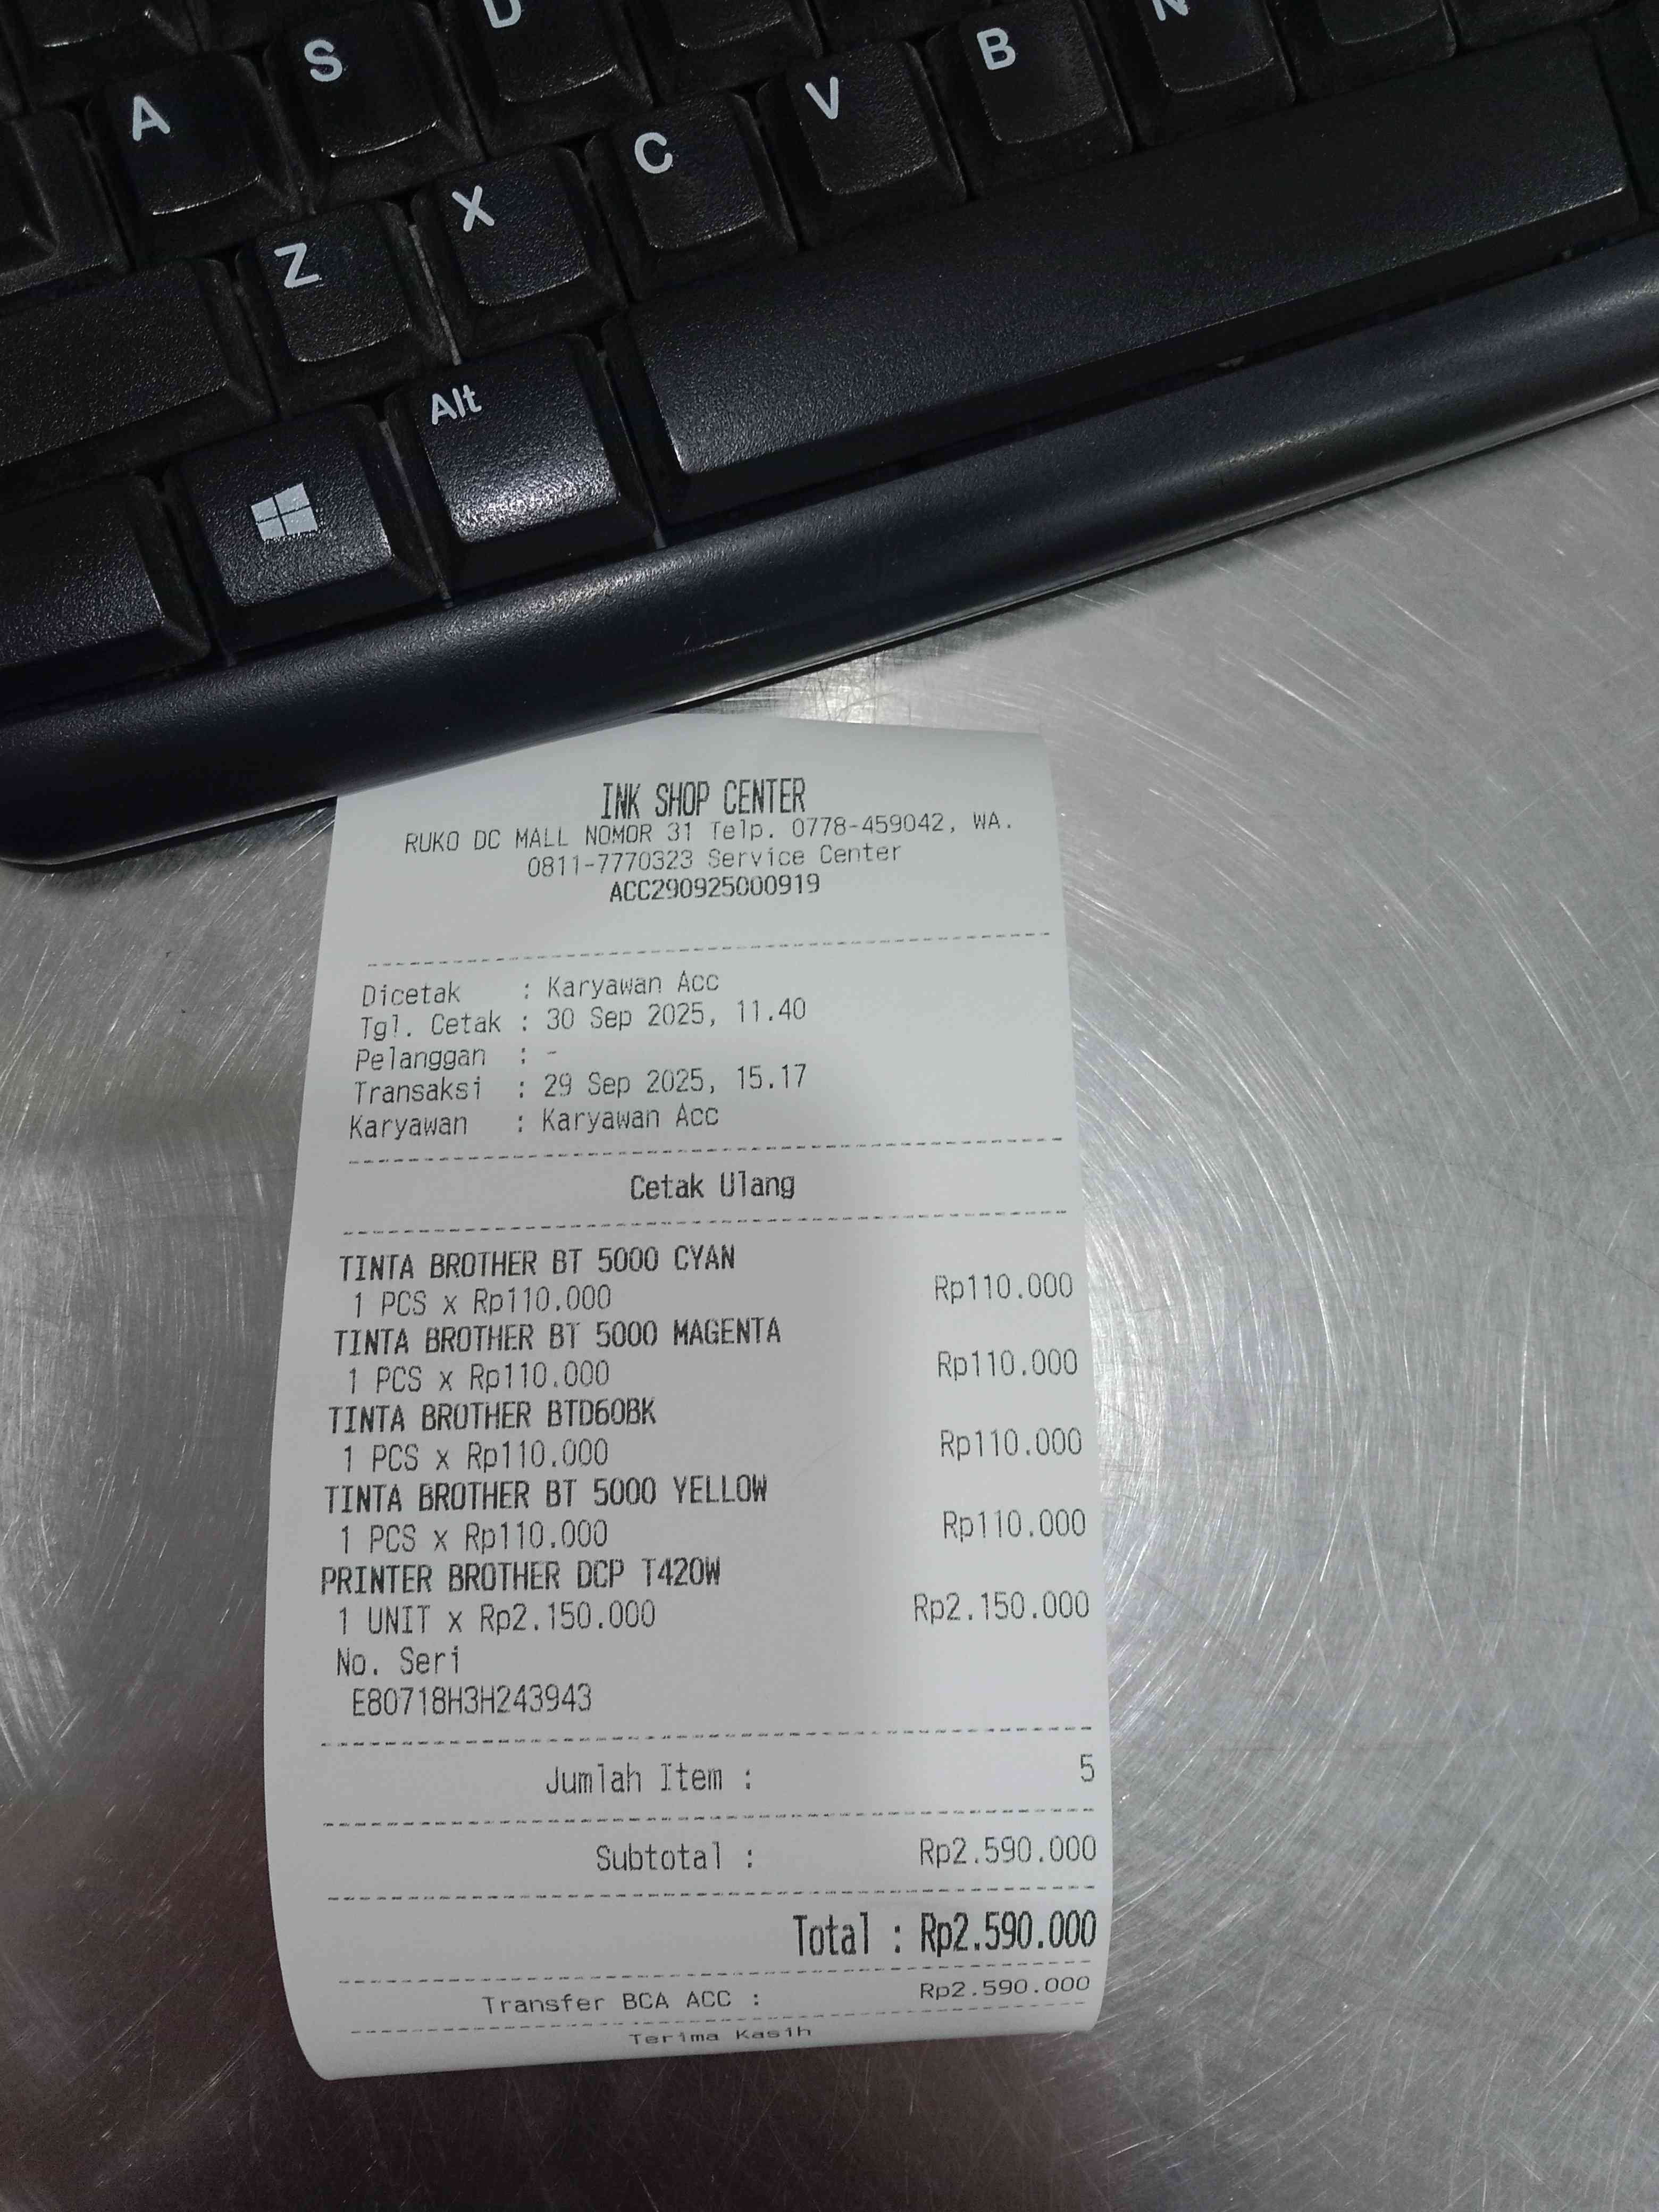 D
N
S
B
A
V
C
X
Z
Alt
INK SHOP CENTER
RUKO DC MALL NOMOR 31 Telp. 0778-459042, WA.
0811-7770323 Service Center
ACC290925000919
Dicetak : Karyawan Acc
Tgl. Cetak : 30 Sep 2025, 11.40
Pelanggan : -
Transaksi : 29 Sep 2025, 15.17
Karyawan : Karyawan Acc
Cetak Ulang
TINTA BROTHER BT 5000 CYAN
1 PCS x Rp110.000 Rp110.000
TINTA BROTHER BT 5000 MAGENTA
1 PCS x Rp110.000 Rp110.000
TINTA BROTHER BTD60BK
1 PCS x Rp110.000 Rp110.000
TINTA BROTHER BT 5000 YELLOW
1 PCS x Rp110.000 Rp110.000
PRINTER BROTHER DCP T420W
1 UNIT x Rp2.150.000 Rp2.150.000
No. Seri
E80718H3H243943
Jumlah Item : 5
Subtotal : Rp2.590.000
Total : Rp2.590.000
Transfer BCA ACC : Rp2.590.000
Terima Kasih